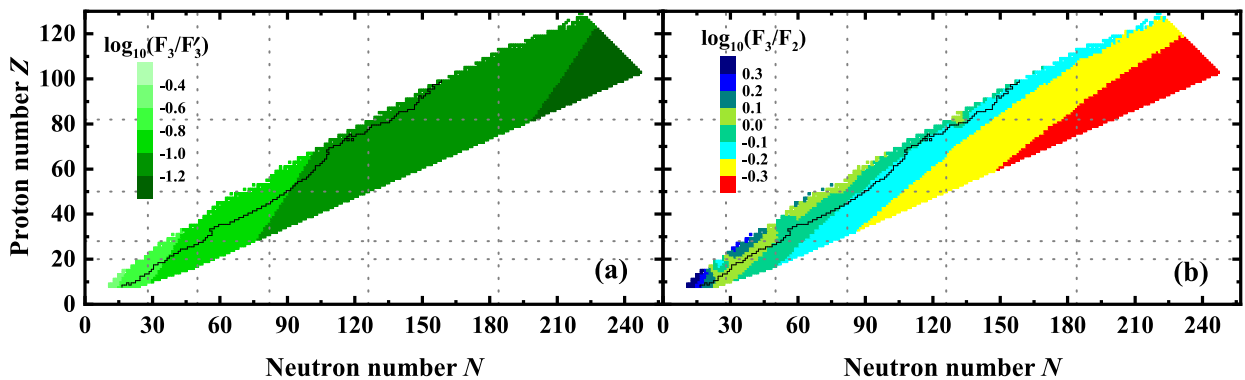 Proton number Z
120
100
80
60
40
20
0
log₁₀(F₃/F′₃)
-0.4
-0.6
-0.8
-1.0
-1.2
(a)
0 30 60 90 120 150 180 210 240
Neutron number N
log₁₀(F₃/F₂)
0.3
0.1
0.0
-0.1
-0.2
-0.3
(b)
0 30 60 90 120 150 180 210 240
Neutron number N